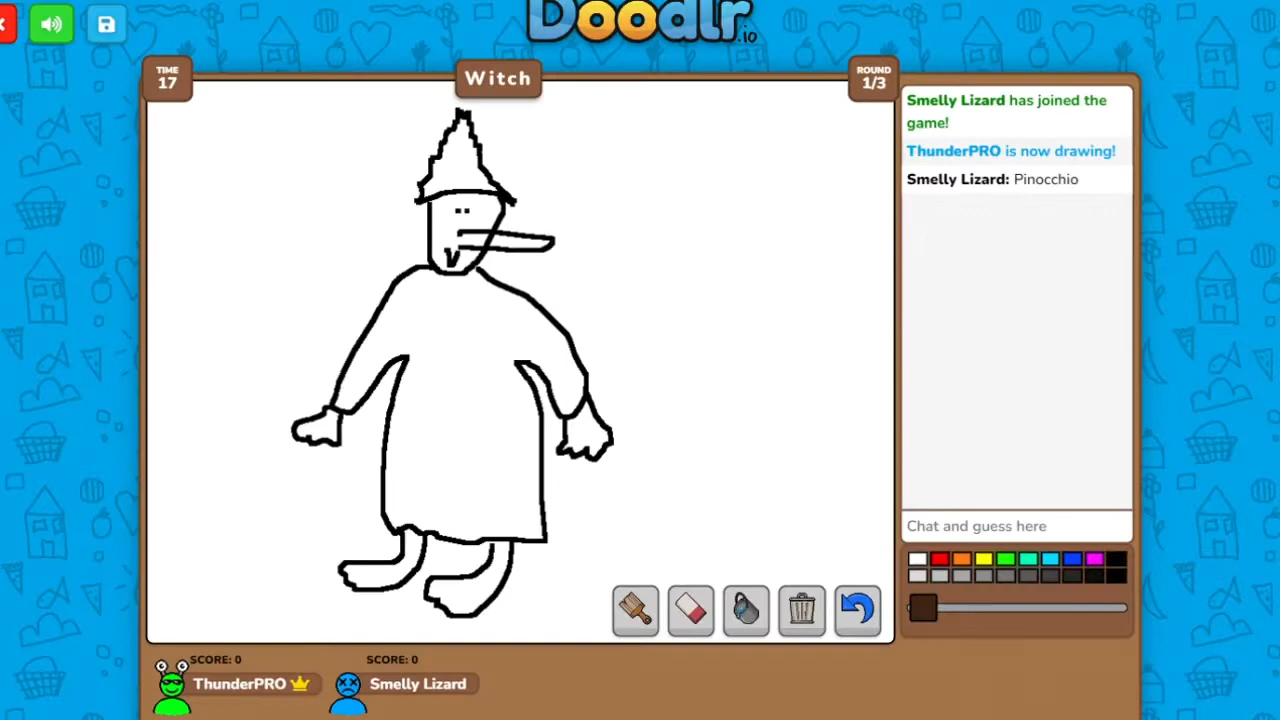 Doodlr.io
TIME
17
Witch
ROUND
1/3
Smelly Lizard has joined the
game!
ThunderPRO is now drawing!
Smelly Lizard: Pinocchio
Chat and guess here
SCORE: 0
ThunderPRO
SCORE: 0
Smelly Lizard